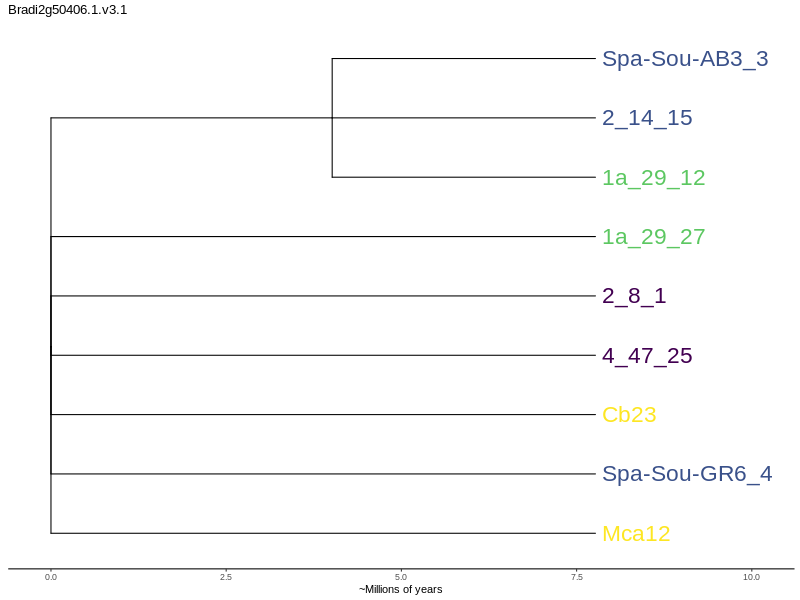 Bradi2g50406.1.v3.1
Spa-Sou-AB3_3
2_14_15
1a_29_12
1a_29_27
2_8_1
4_47_25
Cb23
Spa-Sou-GR6_4
Mca12
0.0 2.5 5.0 7.5 10.0
~Millions of years